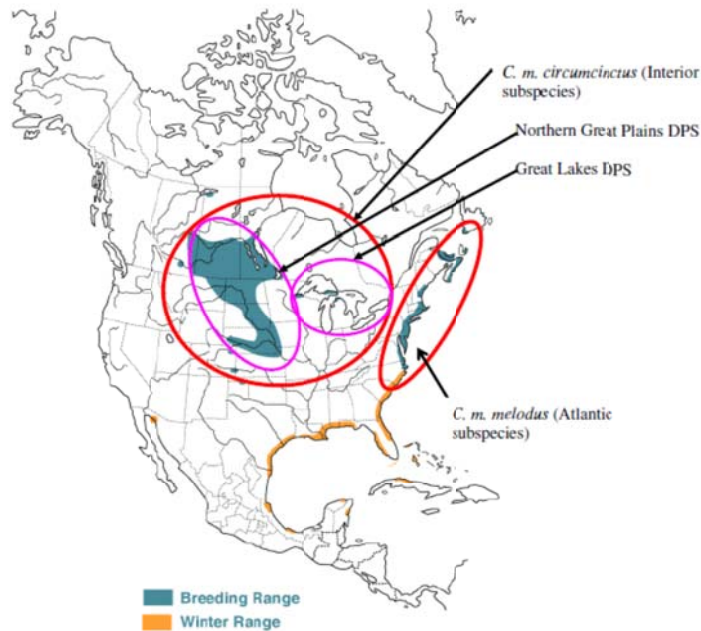 C. m. circumcinctus (Interior
subspecies)
Northern Great Plains DPS
Great Lakes DPS
C. m. melodus (Atlantic
subspecies)
Breeding Range
Winter Range